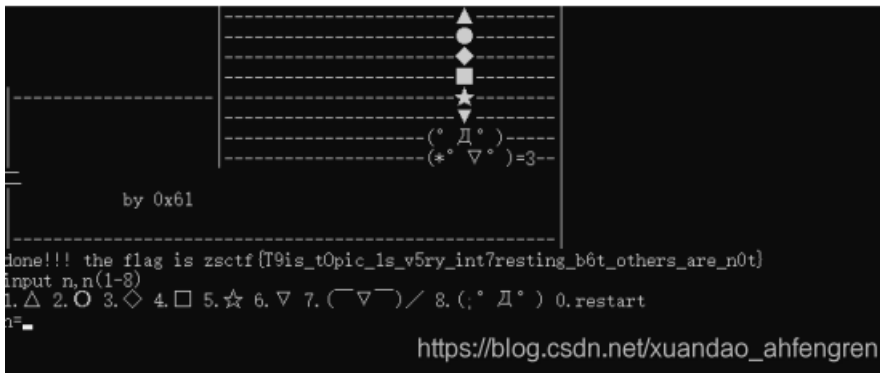 ------------------------▲----------
------------------------●----------
------------------------◆----------
------------------------■----------
------------------------★----------
------------------------▼----------
--------------------(°Д°)------
--------------------(*°▽°)=3--
by 0x61
done!!! the flag is zsctf{T9is_tOpic_1s_v5ry_int7resting_b6t_others_are_n0t}
input n,n(1-8)
1.△ 2.○ 3.◇ 4.□ 5.☆ 6.▽ 7.(￣▽￣)／ 8.(;°Д°) 0.restart
n=
https://blog.csdn.net/xuandao_ahfengren